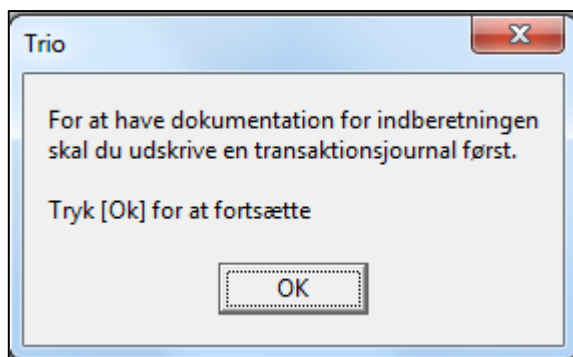 Trio
For at have dokumentation for indberetningen
skal du udskrive en transaktionsjournal først.
Tryk [Ok] for at fortsætte
OK